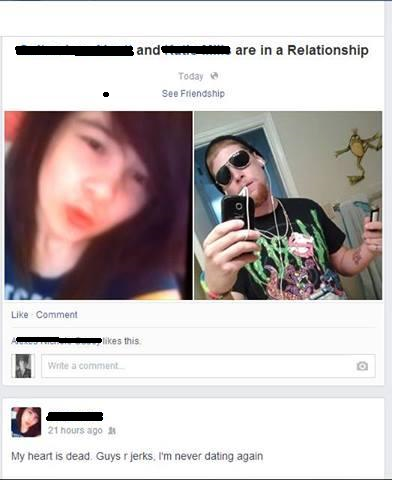 and are in a Relationship
Today
See Friendship
Like · Comment
likes this.
Write a comment...
21 hours ago
My heart is dead. Guys r jerks, I'm never dating again